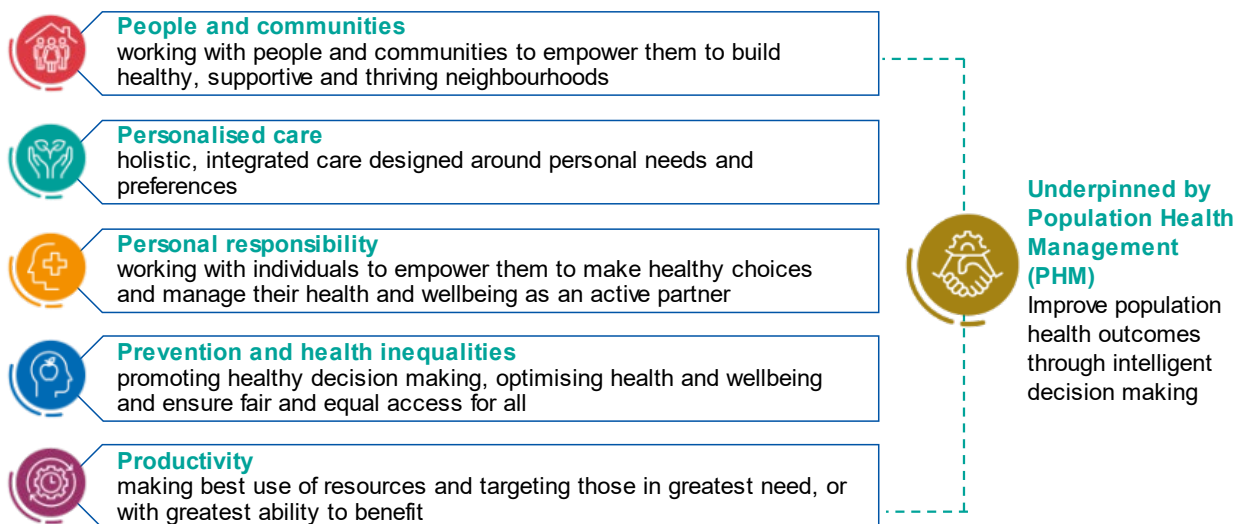 People and communities
working with people and communities to empower them to build
healthy, supportive and thriving neighbourhoods
Personalised care
holistic, integrated care designed around personal needs and
preferences
Personal responsibility
working with individuals to empower them to make healthy choices
and manage their health and wellbeing as an active partner
Prevention and health inequalities
promoting healthy decision making, optimising health and wellbeing
and ensure fair and equal access for all
Productivity
making best use of resources and targeting those in greatest need, or
with greatest ability to benefit
Underpinned by
Population Health
Management
(PHM)
Improve population
health outcomes
through intelligent
decision making